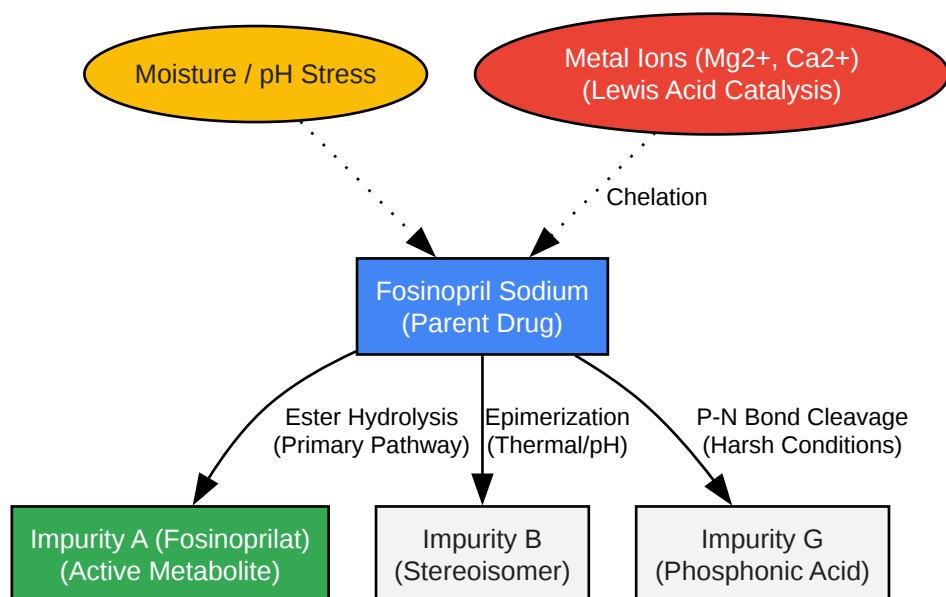 Moisture / pH Stress
Metal Ions (Mg2+, Ca2+)
(Lewis Acid Catalysis)
Chelation
Fosinopril Sodium
(Parent Drug)
Ester Hydrolysis
(Primary Pathway)
Epimerization
(Thermal/pH)
P-N Bond Cleavage
(Harsh Conditions)
Impurity A (Fosinoprilat)
(Active Metabolite)
Impurity B
(Stereoisomer)
Impurity G
(Phosphonic Acid)